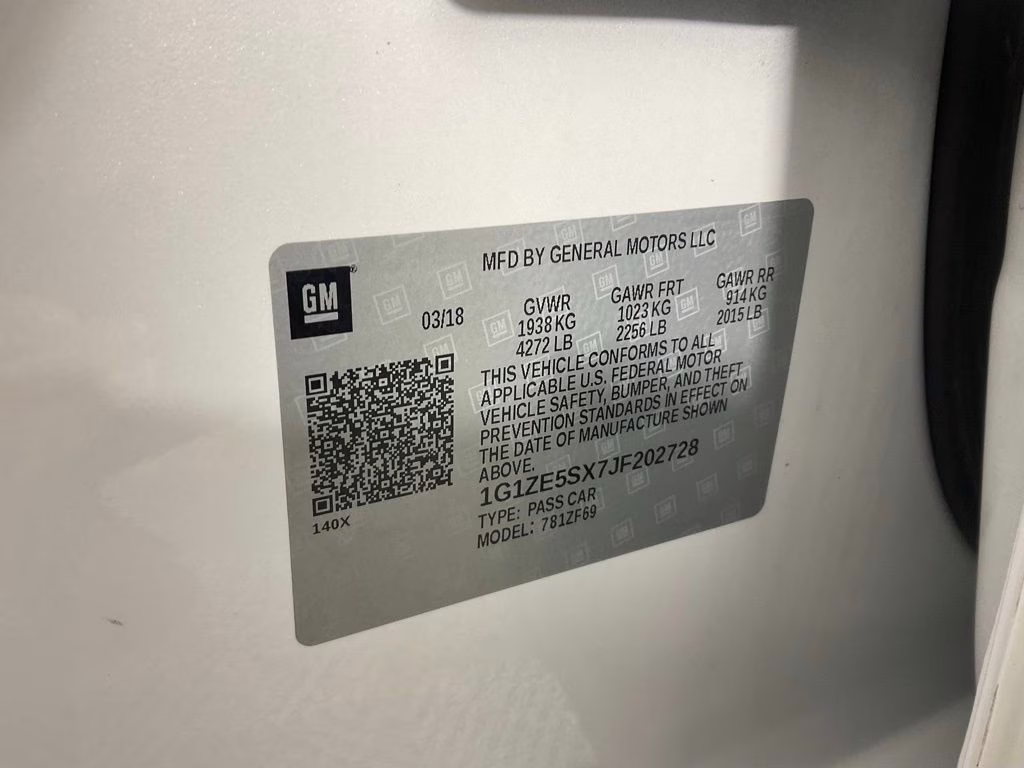 GM
MFD BY GENERAL MOTORS LLC
03/18
GVWR
1938 KG
4272 LB
GAWR FRT
1023 KG
2256 LB
GAWR RR
914 KG
2015 LB
THIS VEHICLE CONFORMS TO ALL
APPLICABLE U.S. FEDERAL MOTOR
VEHICLE SAFETY, BUMPER, AND THEFT
PREVENTION STANDARDS IN EFFECT ON
THE DATE OF MANUFACTURE SHOWN
ABOVE.
1G1ZE5SX7JF202728
TYPE: PASS CAR
MODEL: 781ZF69
140X